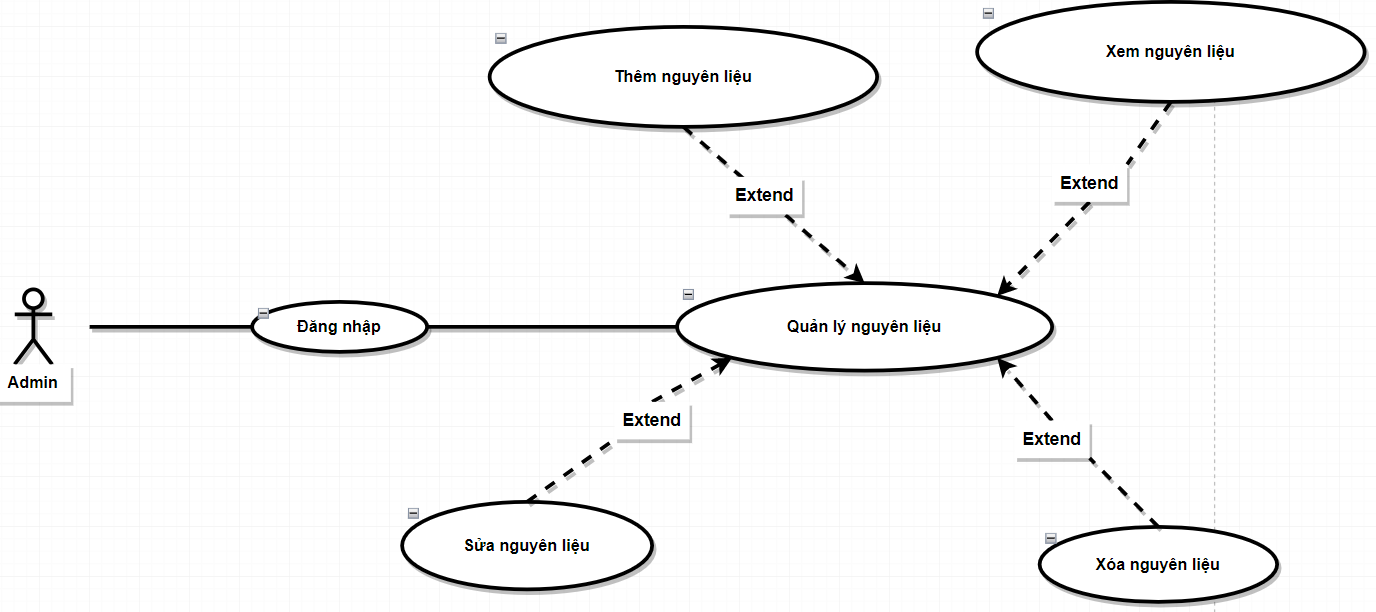 Xem nguyên liệu
Thêm nguyên liệu
Extend
Extend
Đăng nhập
Quản lý nguyên liệu
Admin
Extend
Extend
Sửa nguyên liệu
Xóa nguyên liệu